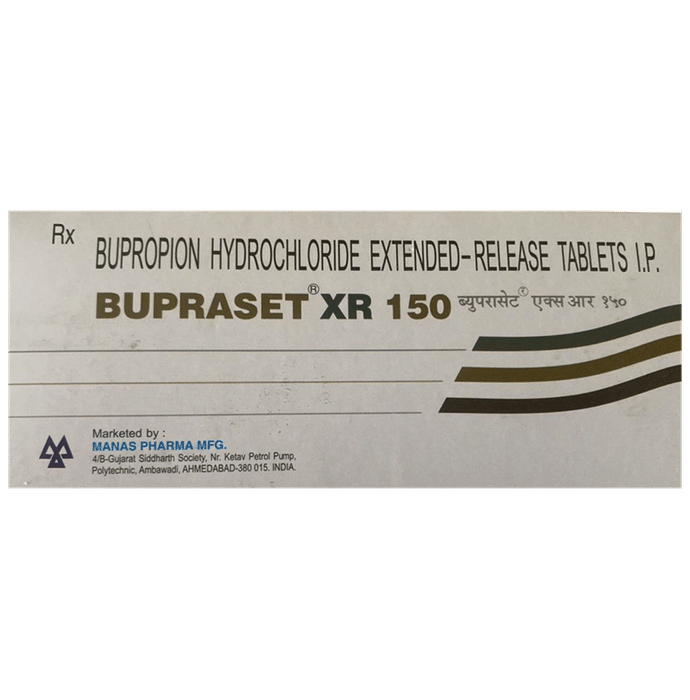 Rx
BUPROPION HYDROCHLORIDE EXTENDED-RELEASE TABLETS I.P.
BUPRASET® XR 150 ब्युपरासेट® एक्स आर १५०
Marketed by :
MANAS PHARMA MFG.
4/B-Gujarat Siddharth Society, Nr. Ketav Petrol Pump,
Polytechnic, Ambawadi, AHMEDABAD-380 015. INDIA.